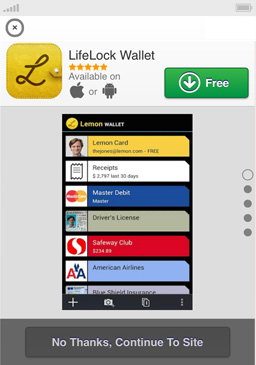 LifeLock Wallet
Available on
or
Free
L
Lemon WALLET
Lemon Card
thejones@lemon.com - FREE
Receipts
$ 2,797 last 30 days
Master Debit
Master
Driver's License
Safeway Club
$234.89
American Airlines
AA
Blue Shield Insurance
No Thanks, Continue To Site